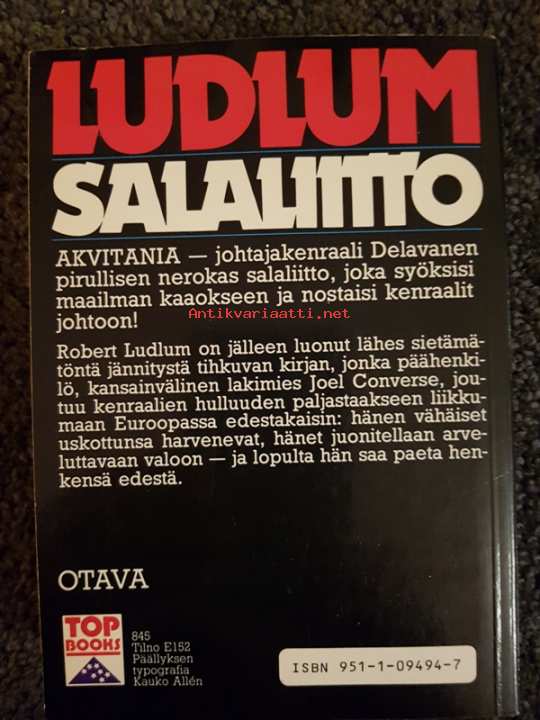 LUDLUM
SALALIITTO
AKVITANIA — johtajakenraali Delavanen
pirullisen nerokas salaliitto, joka syöksisi
maailman kaaokseen ja nostaisi kenraalit
johtoon!
Antikvariaatti.net
Robert Ludlum on jälleen luonut lähes sietämä-
töntä jännitystä tihkuvan kirjan, jonka päähenki-
lö, kansainvälinen lakimies Joel Converse, jou-
tuu kenraalien hulluuden paljastaakseen liikku-
maan Euroopassa edestakaisin: hänen vähäiset
uskottunsa harvenevat, hänet juonitellaan arve-
luttavaan valoon — ja lopulta hän saa paeta hen-
kensä edestä.
OTAVA
TOP
BOOKS
845
Tilno E152
Päällyksen
typografia
Kauko Allén
ISBN 951-1-09494-7